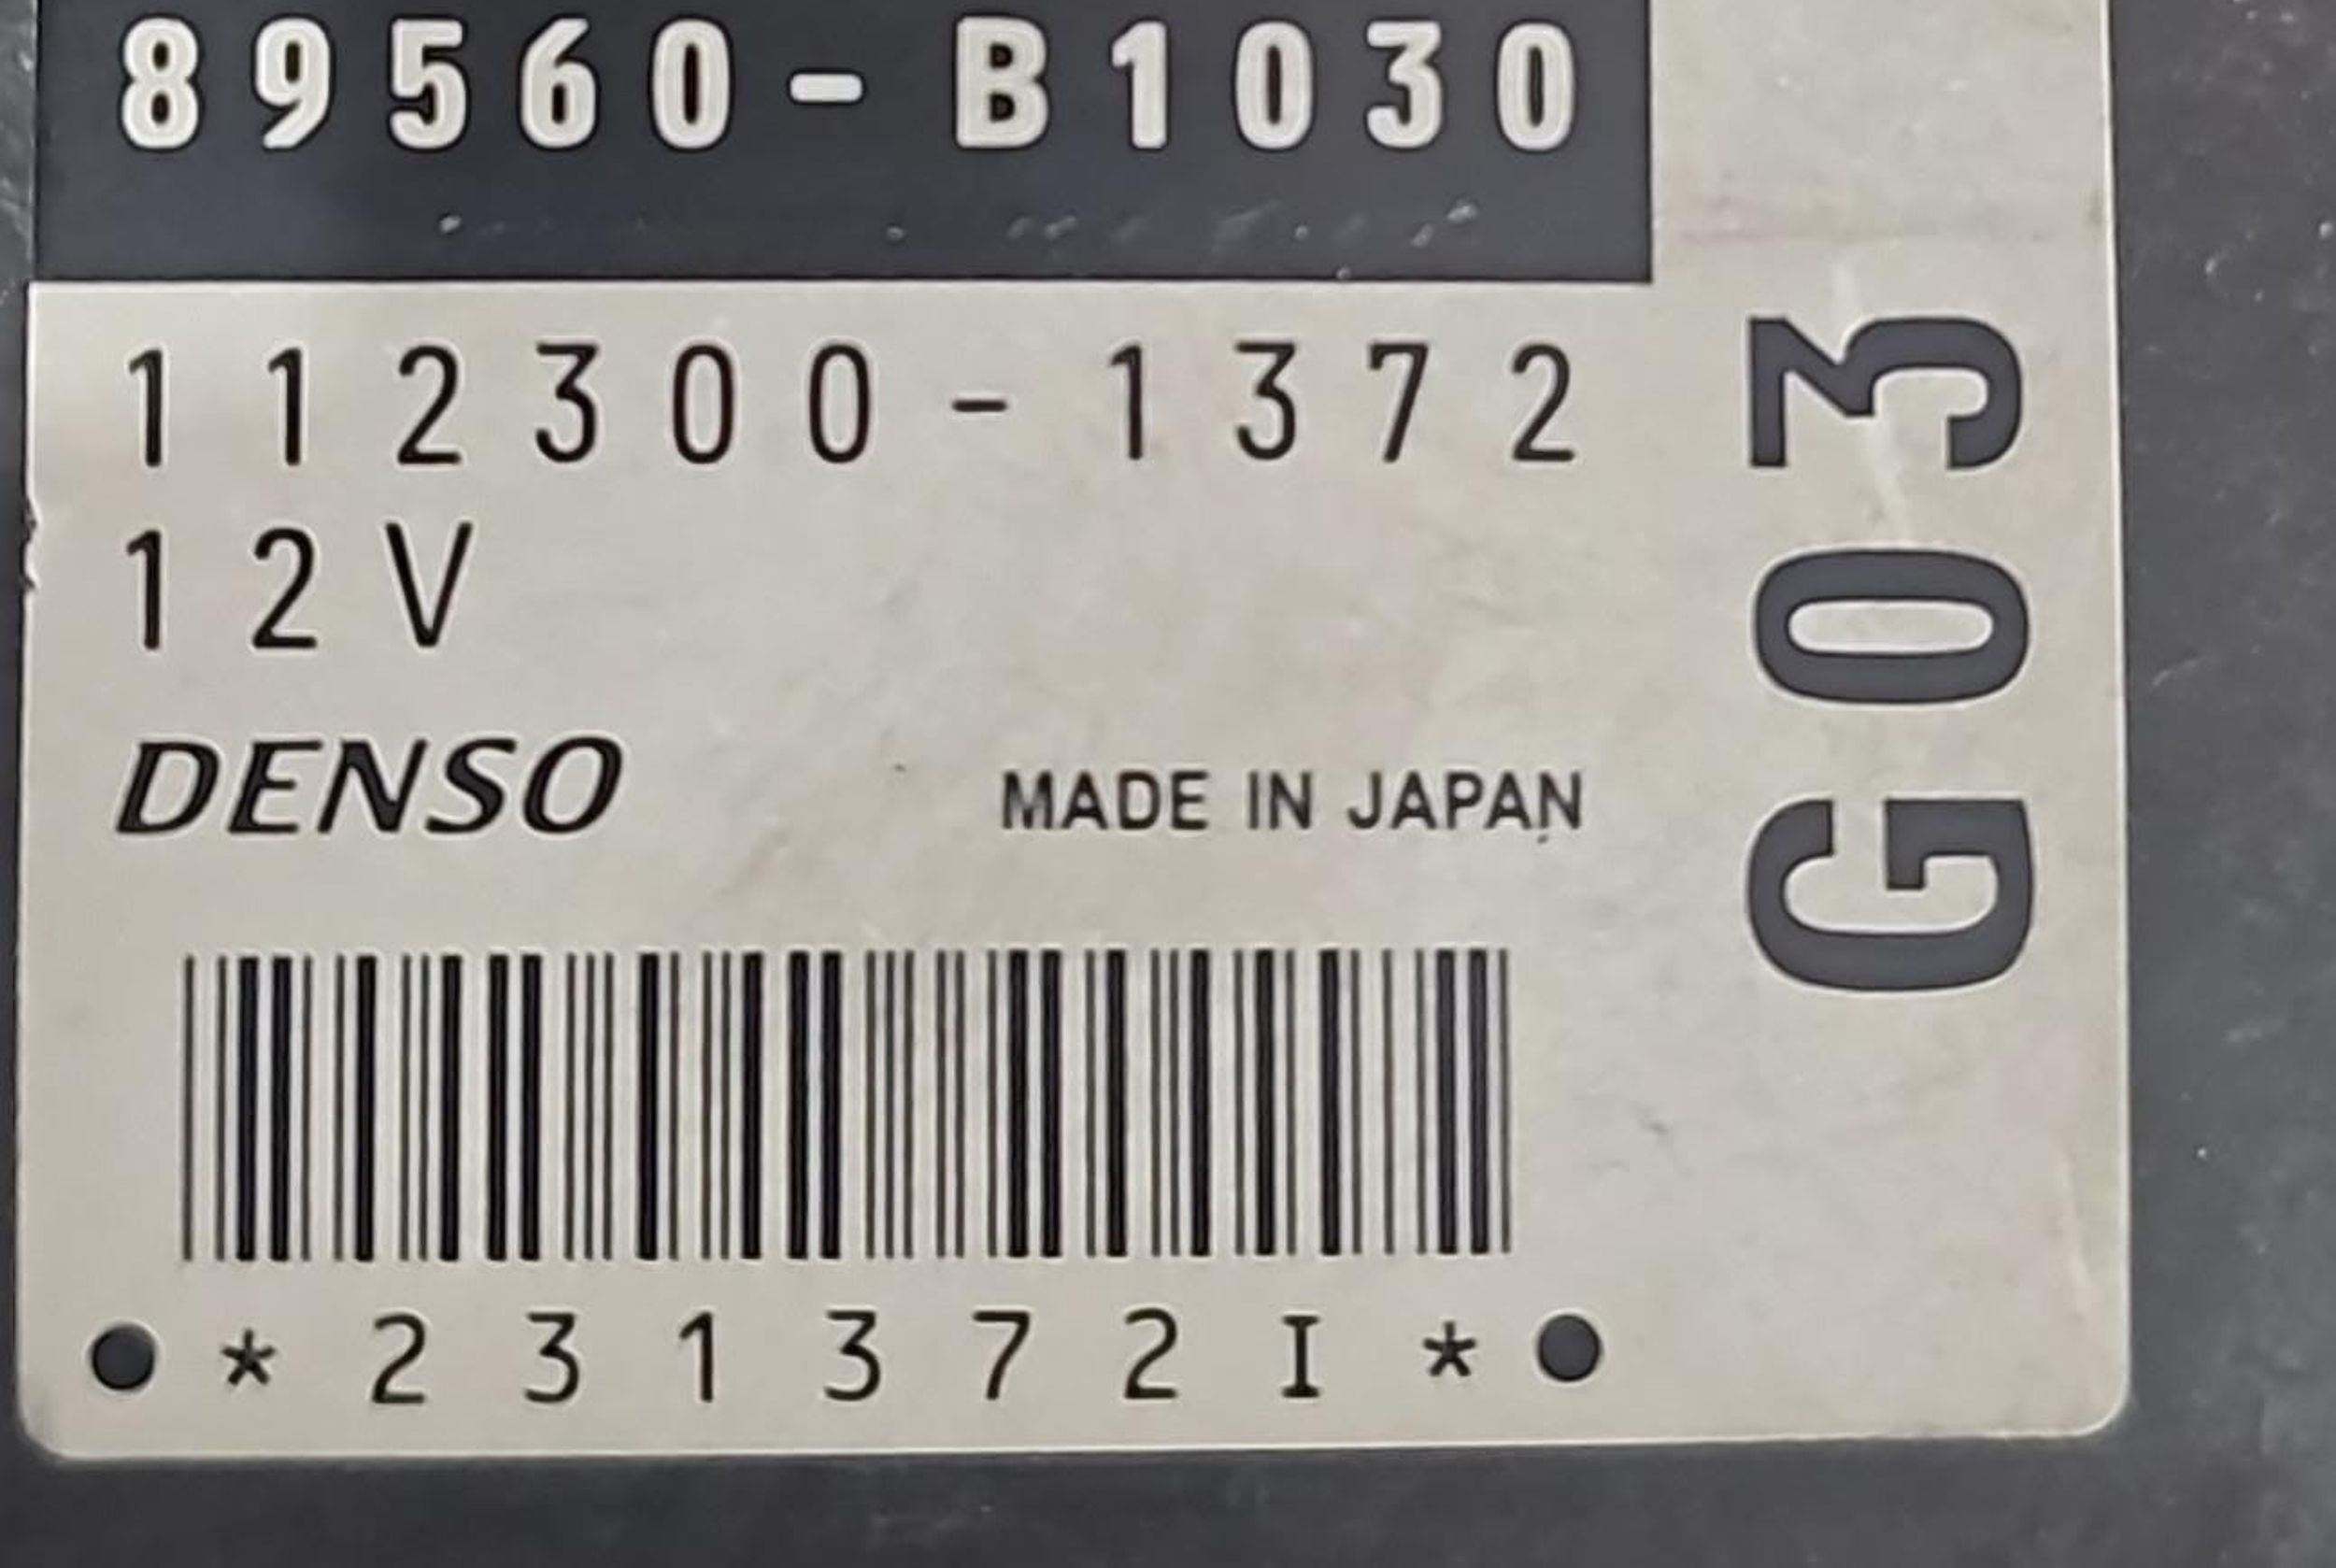 89560-B1030
112300-1372
12V
DENSO
MADE IN JAPAN
*231372I*
G03